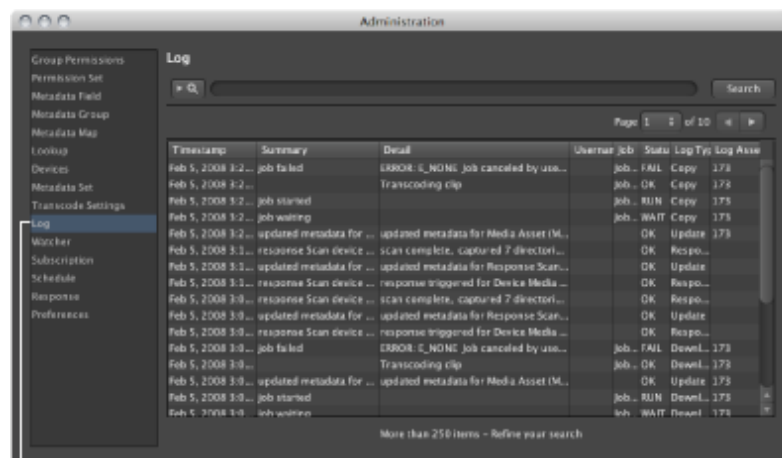 Administration
Group Permissions
Permission Set
Metadata Field
Metadata Group
Metadata Map
Lookup
Devices
Metadata Set
Transcode Settings
Log
Watcher
Subscription
Schedule
Response
Preferences
Log
Search
Page 1 of 10
Timestamp Summary Detail Usernar Job Statu Log Typ Log Asse
Feb 5, 2008 3:2... job failed ERROR: E_NONE Job canceled by use... Job... FAIL Copy 173
Feb 5, 2008 3:2... Transcoding clip Job... OK Copy 173
Feb 5, 2008 3:2... job started Job... RUN Copy 173
Feb 5, 2008 3:2... job waiting Job... WAIT Copy 173
Feb 5, 2008 3:2... updated metadata for ... updated metadata for Media Asset (M... OK Update 173
Feb 5, 2008 3:1... response Scan device ... scan complete, captured 7 directori... OK Respo...
Feb 5, 2008 3:1... updated metadata for ... updated metadata for Response Scan... OK Update
Feb 5, 2008 3:1... response Scan device ... response triggered for Device Media ... OK Respo...
Feb 5, 2008 3:0... response Scan device ... scan complete, captured 7 directori... OK Respo...
Feb 5, 2008 3:0... updated metadata for ... updated metadata for Response Scan... OK Update
Feb 5, 2008 3:0... response Scan device ... response triggered for Device Media ... OK Respo...
Feb 5, 2008 3:0... job failed ERROR: E_NONE Job canceled by use... Job... FAIL Downl... 173
Feb 5, 2008 3:0... Transcoding clip Job... OK Downl... 173
Feb 5, 2008 3:0... updated metadata for ... updated metadata for Media Asset (M... OK Update 173
Feb 5, 2008 3:0... job started Job... RUN Downl... 173
Feb 5, 2008 3:0... job waiting Job... WAIT Downl... 173
More than 250 items – Refine your search